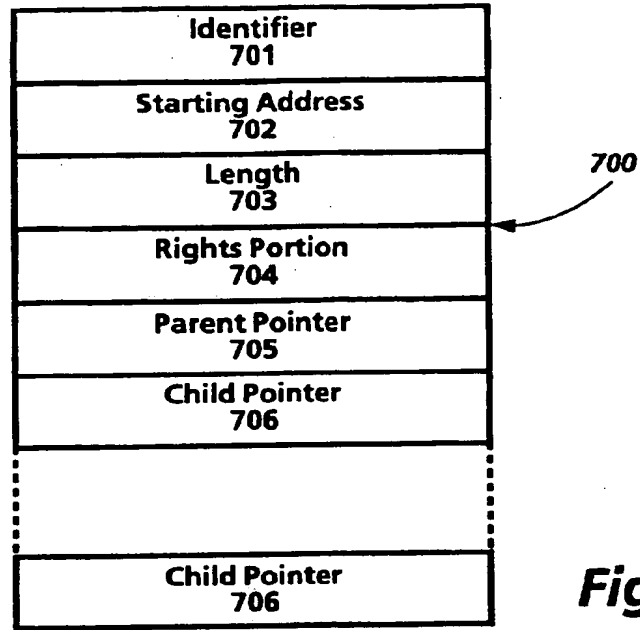 Identifier
701
Starting Address
702
Length
703
700
Rights Portion
704
Parent Pointer
705
Child Pointer
706
Child Pointer
706
Fig